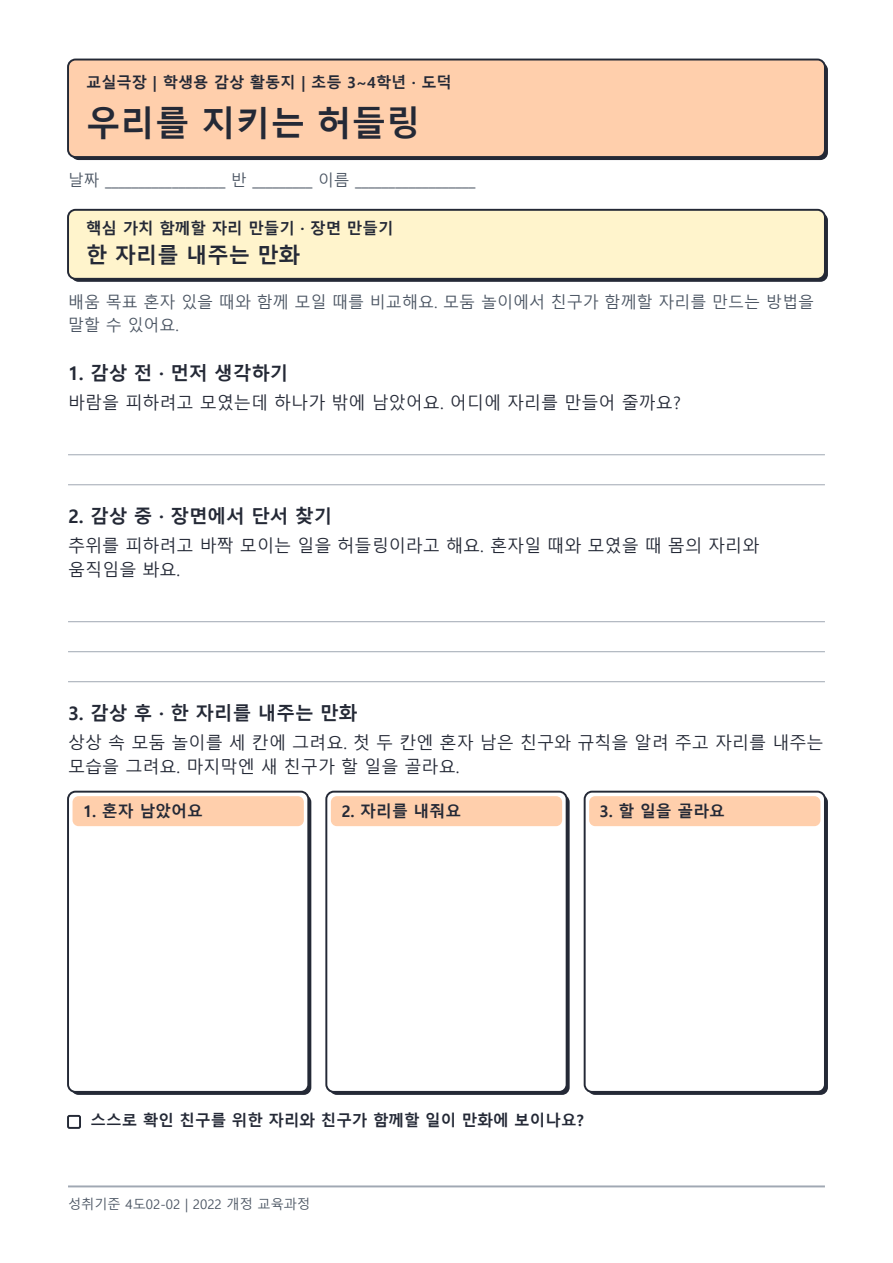 교실극장 | 학생용 감상 활동지 | 초등 3~4학년 · 도덕
우리를 지키는 허들링
날짜 ______________ 반 _______ 이름 ______________
핵심 가치 함께할 자리 만들기 · 장면 만들기
한 자리를 내주는 만화
배움 목표 혼자 있을 때와 함께 모일 때를 비교해요. 모둠 놀이에서 친구가 함께할 자리를 만드는 방법을
말할 수 있어요.
1. 감상 전 · 먼저 생각하기
바람을 피하려고 모였는데 하나가 밖에 남았어요. 어디에 자리를 만들어 줄까요?
2. 감상 중 · 장면에서 단서 찾기
추위를 피하려고 바짝 모이는 일을 허들링이라고 해요. 혼자일 때와 모였을 때 몸의 자리와
움직임을 봐요.
3. 감상 후 · 한 자리를 내주는 만화
상상 속 모둠 놀이를 세 칸에 그려요. 첫 두 칸엔 혼자 남은 친구와 규칙을 알려 주고 자리를 내주는
모습을 그려요. 마지막엔 새 친구가 할 일을 골라요.
1. 혼자 남았어요
2. 자리를 내줘요
3. 할 일을 골라요
스스로 확인 친구를 위한 자리와 친구가 함께할 일이 만화에 보이나요?
성취기준 4도02-02 | 2022 개정 교육과정